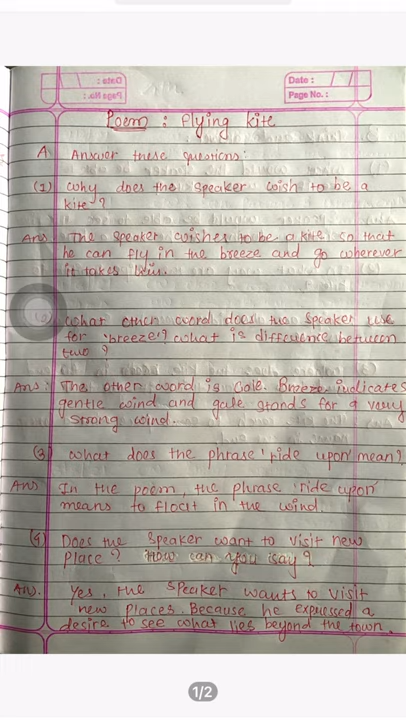 Date :
Page No. :
Poem : Flying kite
A Answer these questions:
(1) Why does the speaker wish to be a
kite ?
Ans The speaker wishes to be a kite so that
he can fly in the breeze and go wherever
it takes him.
(2) What other word does the speaker use
for 'breeze'? What is difference between
two ?
Ans: The other word is Gale. Breeze indicates
gentle wind and gale stands for a very
strong wind.
(3) What does the phrase 'ride upon' mean?
Ans In the poem, the phrase 'ride upon'
means to float in the wind.
(4) Does the speaker want to visit new
place ? How can you say ?
Ans. Yes, the speaker wants to visit
new places. Because he expressed a
desire to see what lies beyond the town.
1/2